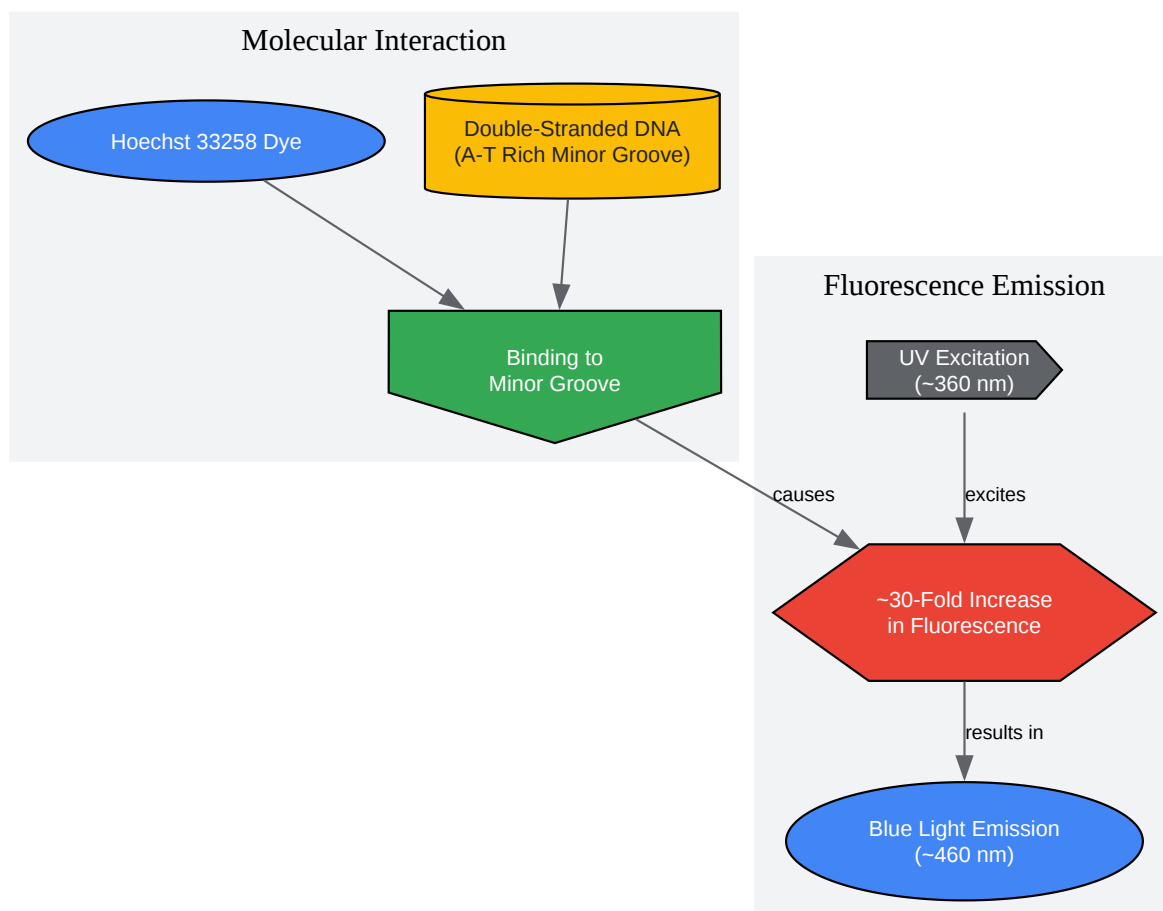 Molecular Interaction
Hoechst 33258 Dye
Double-Stranded DNA
(A-T Rich Minor Groove)
Binding to
Minor Groove
Fluorescence Emission
UV Excitation
(~360 nm)
causes
excites
~30-Fold Increase
in Fluorescence
results in
Blue Light Emission
(~460 nm)